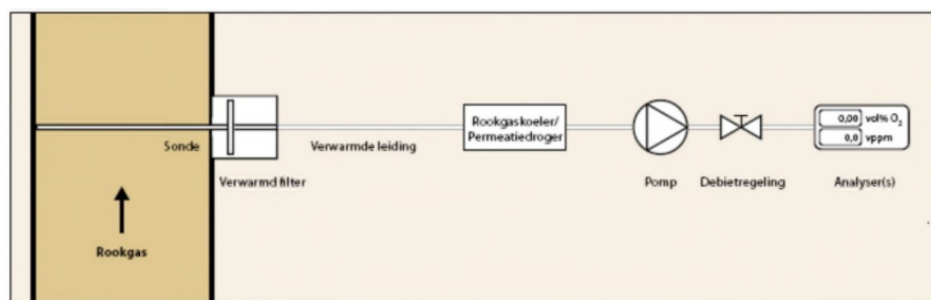 Rookgaskoeler/
Permeatiedroger
0,00 vol% O₂
0,0 vppm
Sonde
Verwarmde leiding
Verwarmd filter
Pomp
Debietregeling
Analyser(s)
Rookgas